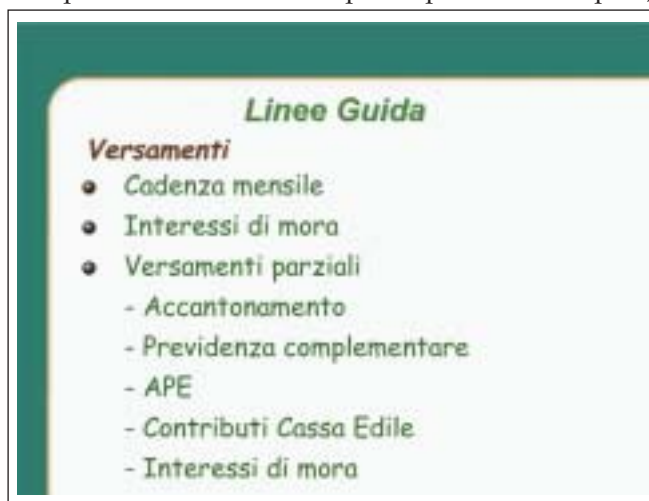 Linee Guida
Versamenti
Cadenza mensile
Interessi di mora
Versamenti parziali
- Accantonamento
- Previdenza complementare
- APE
- Contributi Cassa Edile
- Interessi di mora